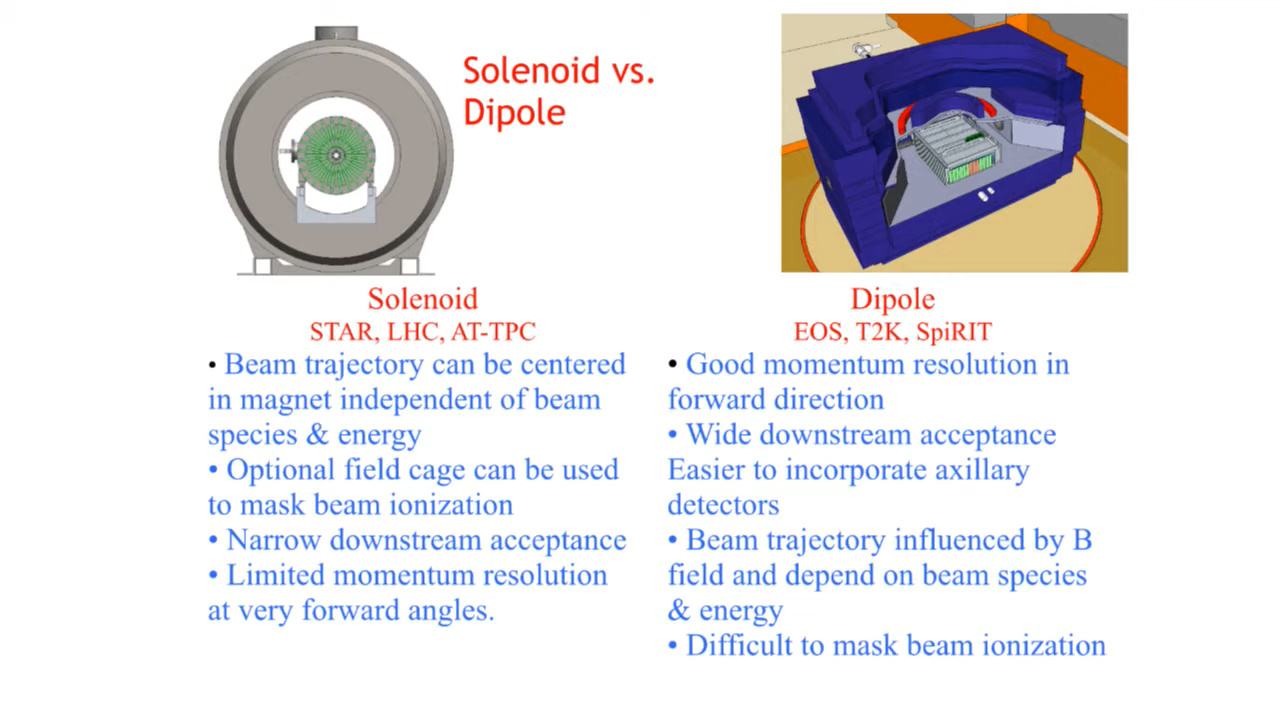 Solenoid vs.
Dipole
Solenoid
STAR, LHC, AT-TPC
• Beam trajectory can be centered
in magnet independent of beam
species & energy
• Optional field cage can be used
to mask beam ionization
• Narrow downstream acceptance
• Limited momentum resolution
at very forward angles.
Dipole
EOS, T2K, SpiRIT
• Good momentum resolution in
forward direction
• Wide downstream acceptance
Easier to incorporate axillary
detectors
• Beam trajectory influenced by B
field and depend on beam species
& energy
• Difficult to mask beam ionization